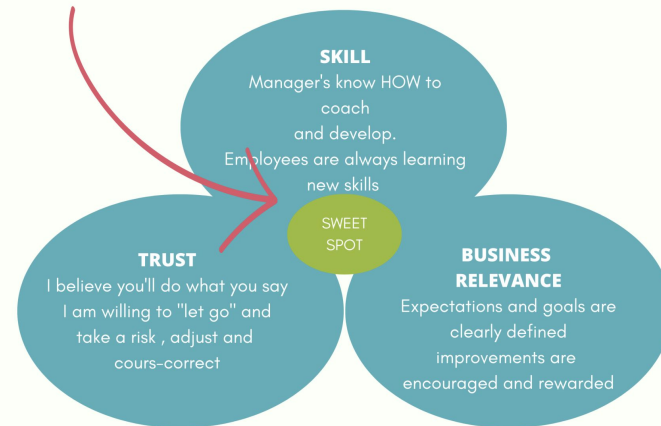 SKILL
Manager's know HOW to
coach
and develop.
Employees are always learning
new skills
SWEET
SPOT
TRUST
I believe you'll do what you say
I am willing to "let go" and
take a risk , adjust and
cours-correct
BUSINESS
RELEVANCE
Expectations and goals are
clearly defined
improvements are
encouraged and rewarded